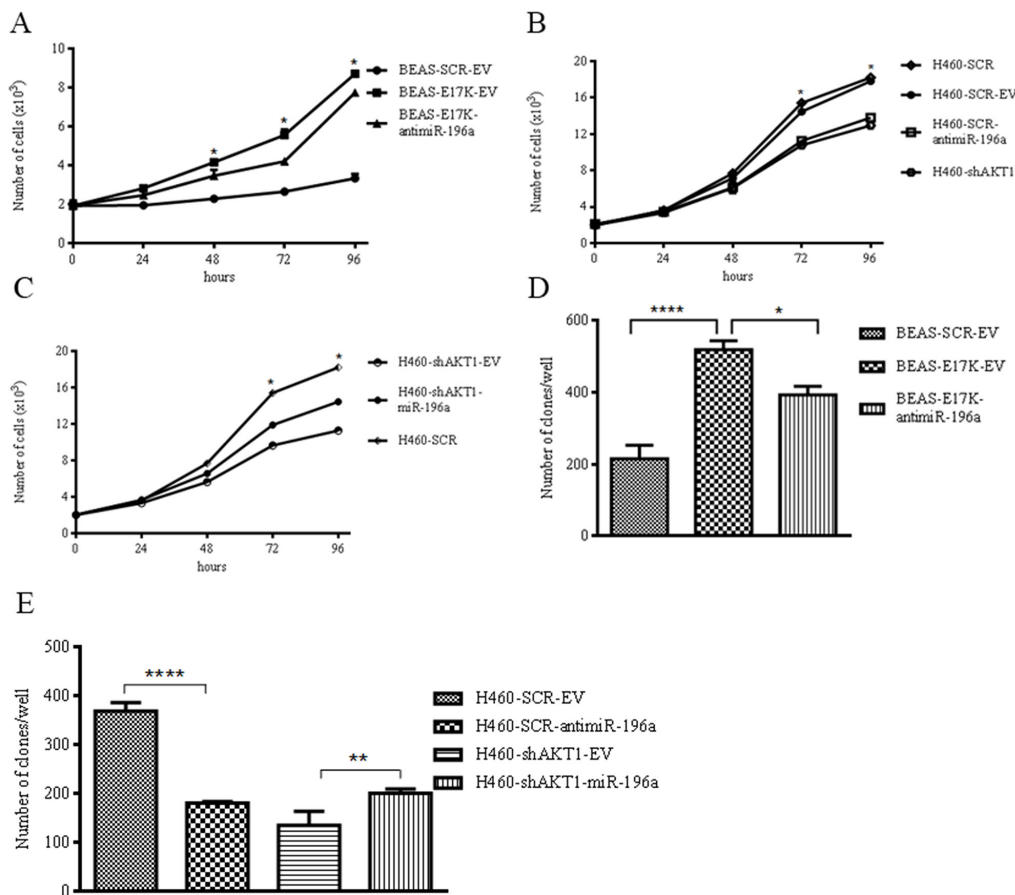 A
Number of cells (x10³)
10
8
6
4
2
0
0 24 48 72 96
hours
*
*
*
BEAS-SCR-EV
BEAS-E17K-EV
BEAS-E17K-
antimiR-196a
B
Number of cells (x10³)
20
16
12
8
4
0
0 24 48 72 96
hours
*
*
H460-SCR
H460-SCR-EV
H460-SCR-
antimiR-196a
H460-shAKT1
C
Number of cells (x10³)
20
16
12
8
4
0
0 24 48 72 96
hours
*
*
H460-shAKT1-EV
H460-shAKT1-
miR-196a
H460-SCR
D
Number of clones/well
600
400
200
0
****
*
BEAS-SCR-EV
BEAS-E17K-EV
BEAS-E17K-
antimiR-196a
E
Number of clones/well
500
400
300
200
100
0
****
**
H460-SCR-EV
H460-SCR-antimiR-196a
H460-shAKT1-EV
H460-shAKT1-miR-196a